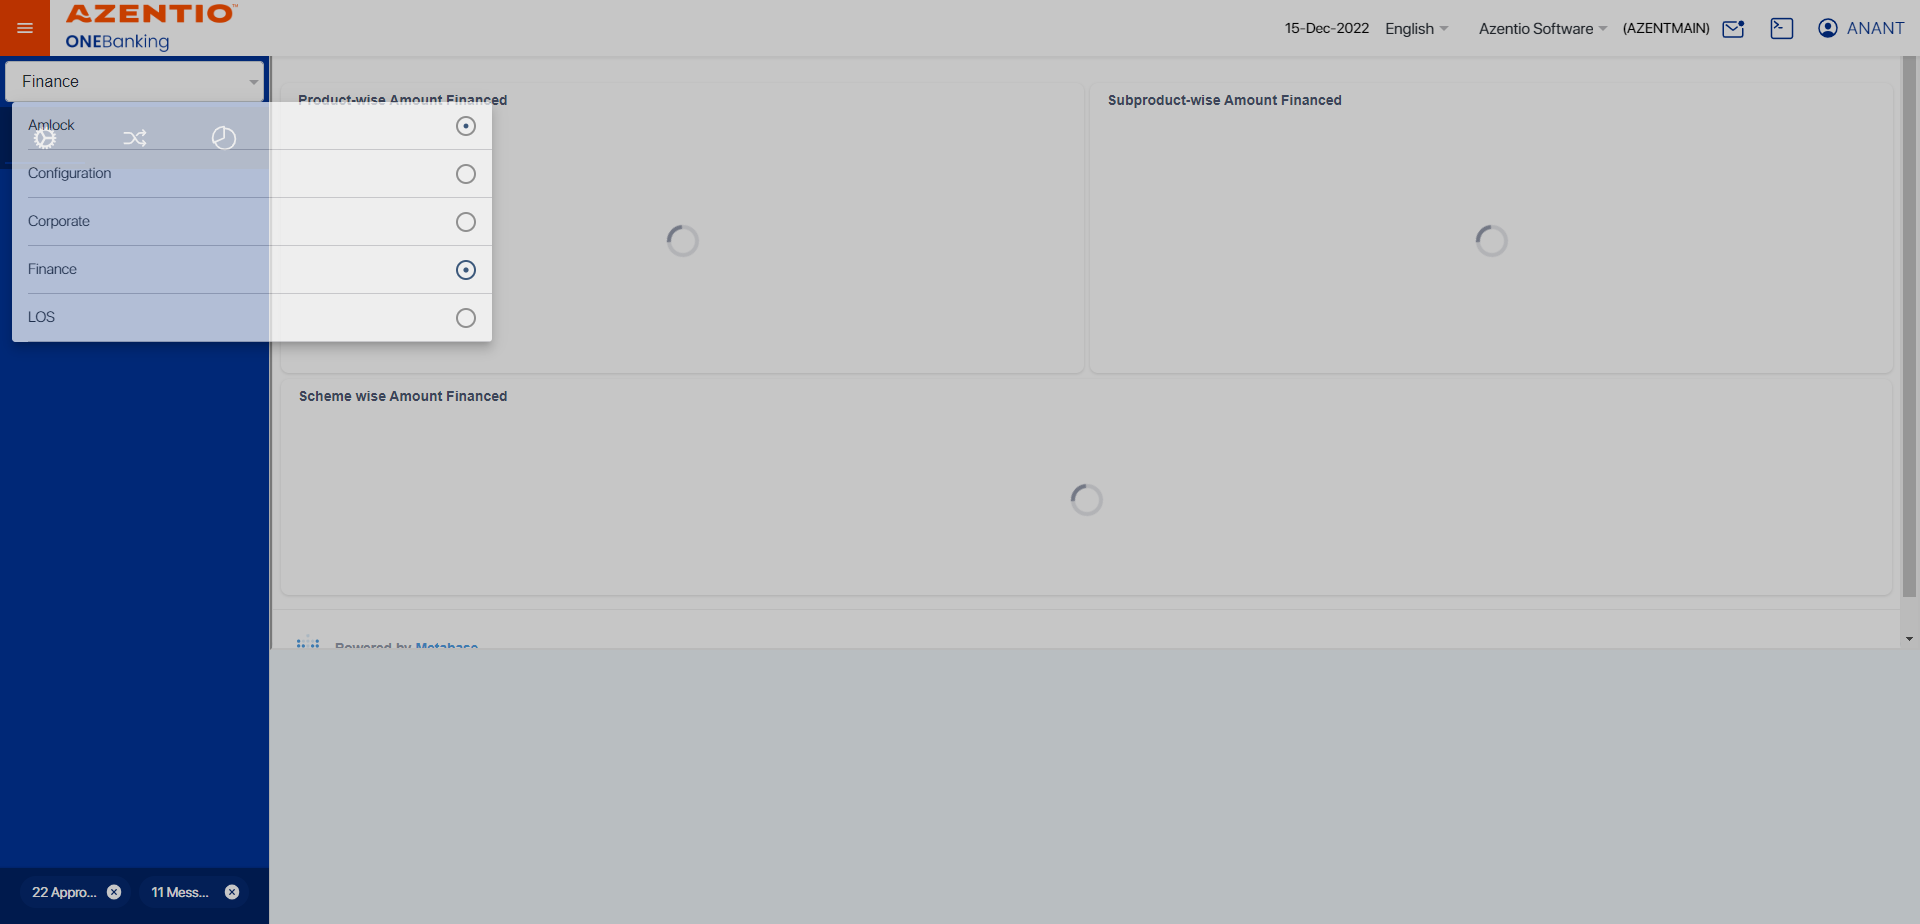 AZENTIO™
ONEBanking
15-Dec-2022 English Azentio Software (AZENTMAIN) ANANT
Finance
Product-wise Amount Financed
Subproduct-wise Amount Financed
Amlock
Configuration
Corporate
Finance
LOS
Scheme wise Amount Financed
Powered by Metabase
22 Appro... 11 Mess...